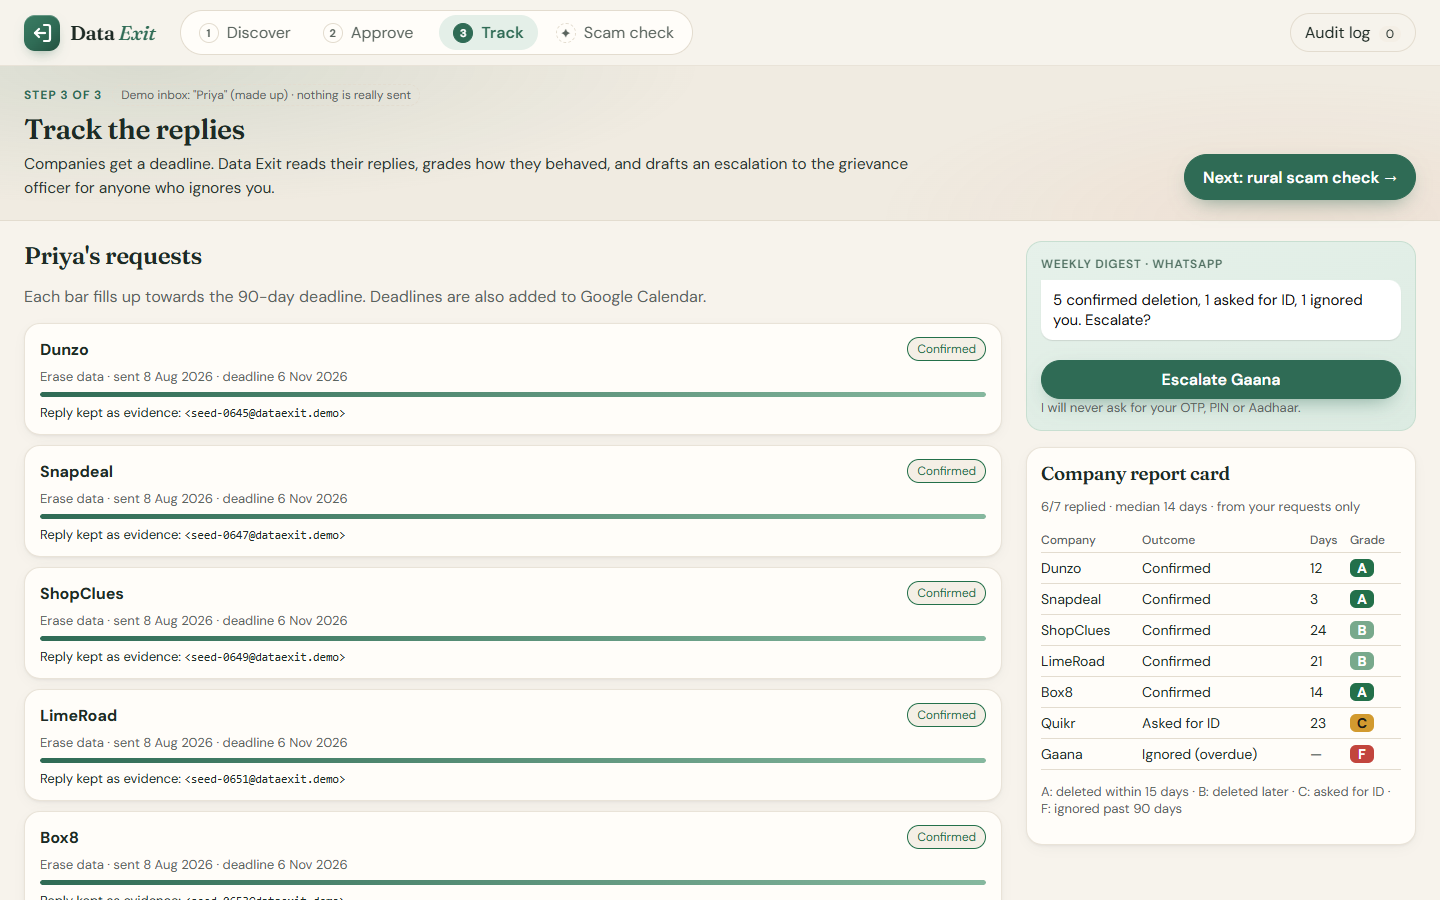 Data Exit
1 Discover
2 Approve
3 Track
Scam check
Audit log 0
STEP 3 OF 3 Demo inbox: "Priya" (made up) · nothing is really sent
Track the replies
Companies get a deadline. Data Exit reads their replies, grades how they behaved, and drafts an escalation to the grievance
officer for anyone who ignores you.
Next: rural scam check →
Priya's requests
Each bar fills up towards the 90-day deadline. Deadlines are also added to Google Calendar.
Dunzo Confirmed
Erase data · sent 8 Aug 2026 · deadline 6 Nov 2026
Reply kept as evidence: <seed-0645@dataexit.demo>
Snapdeal Confirmed
Erase data · sent 8 Aug 2026 · deadline 6 Nov 2026
Reply kept as evidence: <seed-0647@dataexit.demo>
ShopClues Confirmed
Erase data · sent 8 Aug 2026 · deadline 6 Nov 2026
Reply kept as evidence: <seed-0649@dataexit.demo>
LimeRoad Confirmed
Erase data · sent 8 Aug 2026 · deadline 6 Nov 2026
Reply kept as evidence: <seed-0651@dataexit.demo>
Box8 Confirmed
Erase data · sent 8 Aug 2026 · deadline 6 Nov 2026
WEEKLY DIGEST · WHATSAPP
5 confirmed deletion, 1 asked for ID, 1 ignored
you. Escalate?
Escalate Gaana
I will never ask for your OTP, PIN or Aadhaar.
Company report card
6/7 replied · median 14 days · from your requests only
Company Outcome Days Grade
Dunzo Confirmed 12 A
Snapdeal Confirmed 3 A
ShopClues Confirmed 24 B
LimeRoad Confirmed 21 B
Box8 Confirmed 14 A
Quikr Asked for ID 23 C
Gaana Ignored (overdue) — F
A: deleted within 15 days · B: deleted later · C: asked for ID ·
F: ignored past 90 days